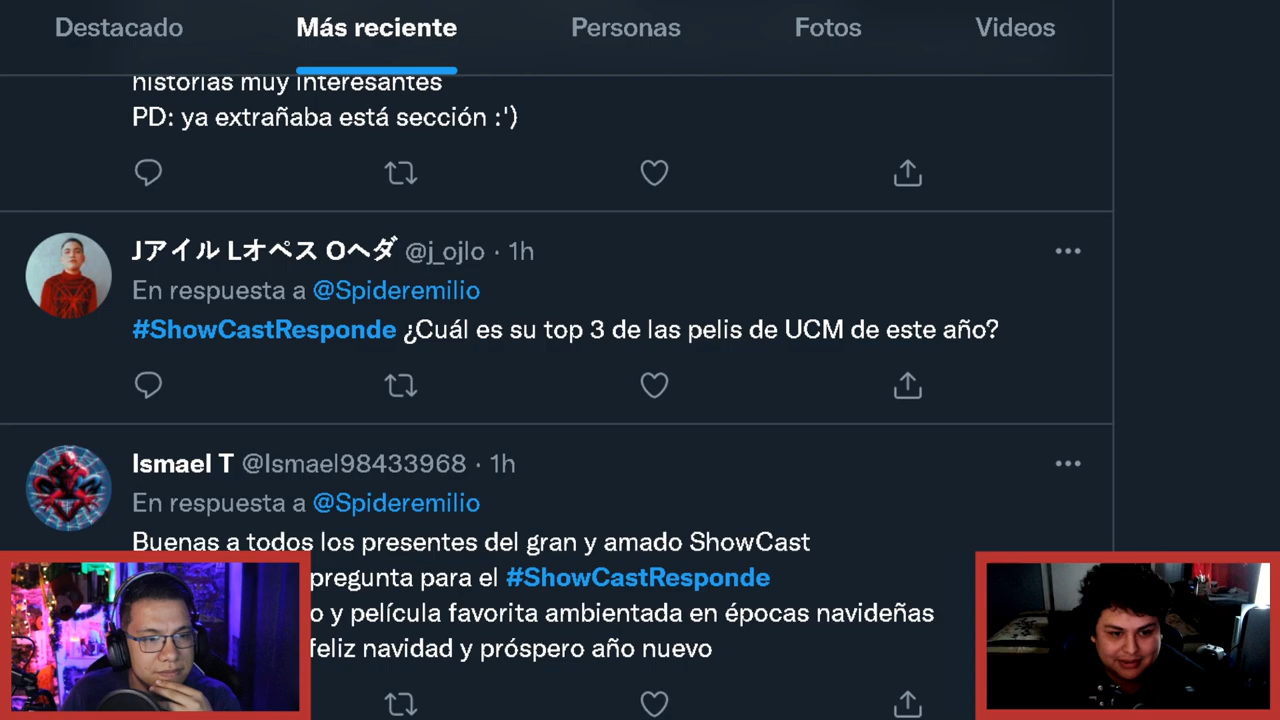 Destacado Más reciente Personas Fotos Videos
historias muy interesantes
PD: ya extrañaba está sección :')
Jアイル Lオペス Oヘダ @j_ojlo · 1h
En respuesta a @Spideremilio
#ShowCastResponde ¿Cuál es su top 3 de las pelis de UCM de este año?
Ismael T @Ismael98433968 · 1h
En respuesta a @Spideremilio
Buenas a todos los presentes del gran y amado ShowCast
pregunta para el #ShowCastResponde
o y película favorita ambientada en épocas navideñas
feliz navidad y próspero año nuevo